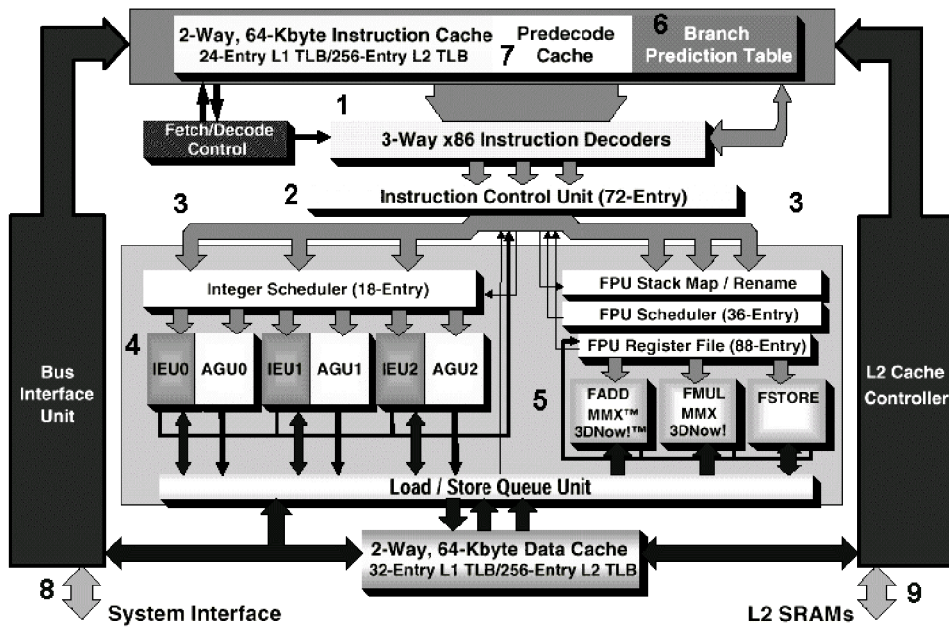 2-Way, 64-Kbyte Instruction Cache
24-Entry L1 TLB/256-Entry L2 TLB
7
Predecode
Cache
6
Branch
Prediction Table
1
Fetch/Decode
Control
3-Way x86 Instruction Decoders
2
Instruction Control Unit (72-Entry)
3
3
Integer Scheduler (18-Entry)
FPU Stack Map / Rename
FPU Scheduler (36-Entry)
FPU Register File (88-Entry)
4
IEU0
AGU0
IEU1
AGU1
IEU2
AGU2
5
FADD
MMX™
3DNow!™
FMUL
MMX
3DNow!
FSTORE
Bus
Interface
Unit
L2 Cache
Controller
Load / Store Queue Unit
2-Way, 64-Kbyte Data Cache
32-Entry L1 TLB/256-Entry L2 TLB
8
System Interface
9
L2 SRAMs